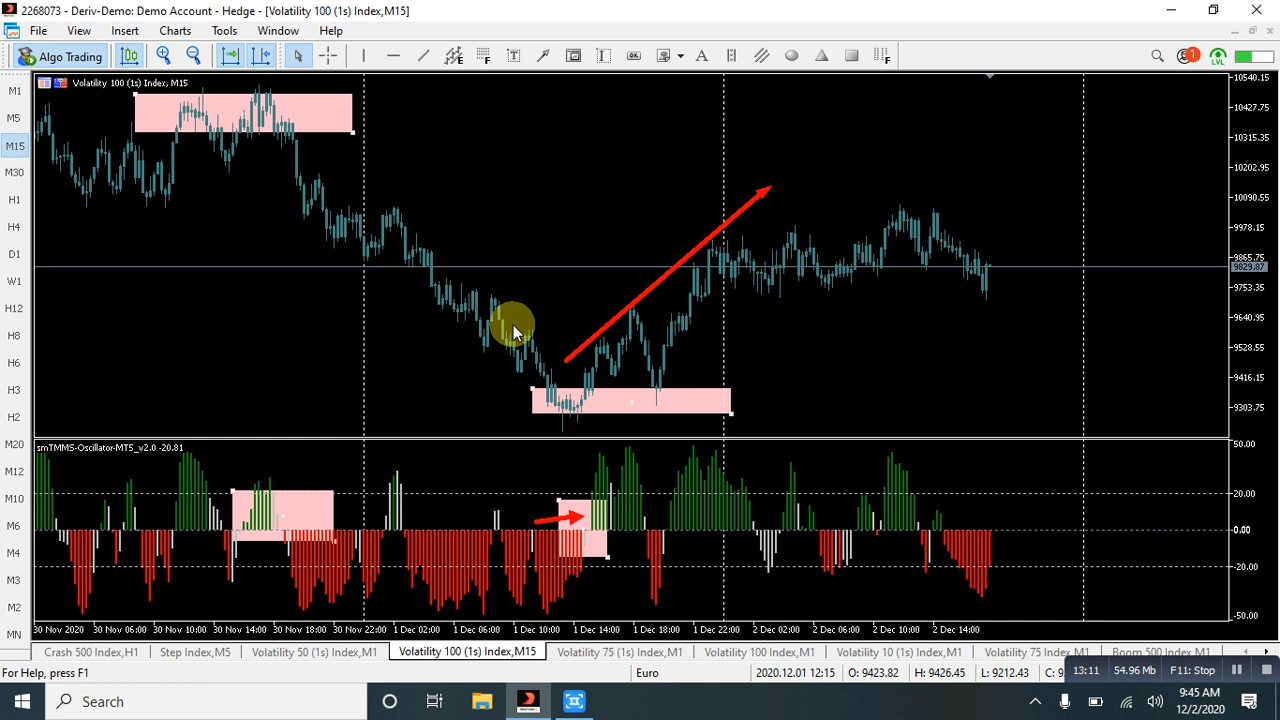 2268073 - Deriv-Demo: Demo Account - Hedge - [Volatility 100 (1s) Index,M15]
File View Insert Charts Tools Window Help
Algo Trading E F T OK A F 1 LVL
M1
M5
M15
M30
H1
H4
D1
W1
H12
H8
H6
H3
H2
M20
M12
M10
M6
M4
M3
M2
MN
Volatility 100 (1s) Index, M15
10540.15
10427.75
10315.35
10202.95
10090.55
9978.15
9865.75
9829.87
9753.35
9640.95
9528.55
9416.15
9303.75
smTMMS-Oscillator-MT5_v2.0 -20.81
50.00
20.00
0.00
-20.00
-50.00
30 Nov 2020 30 Nov 06:00 30 Nov 10:00 30 Nov 14:00 30 Nov 18:00 30 Nov 22:00 1 Dec 02:00 1 Dec 06:00 1 Dec 10:00 1 Dec 14:00 1 Dec 18:00 1 Dec 22:00 2 Dec 02:00 2 Dec 06:00 2 Dec 10:00 2 Dec 14:00
Crash 500 Index,H1 Step Index,M5 Volatility 50 (1s) Index,M1 Volatility 100 (1s) Index,M15 Volatility 75 (1s) Index,M1 Volatility 100 Index,M1 Volatility 10 (1s) Index,M1 Volatility 75 Index,M1 Boom 500 Index,M1
For Help, press F1 Euro 2020.12.01 12:15 O: 9423.82 H: 9426.45 L: 9212.43 C: 9 13:11 54.96 Mb F11: Stop
Search 9:45 AM
12/2/2020